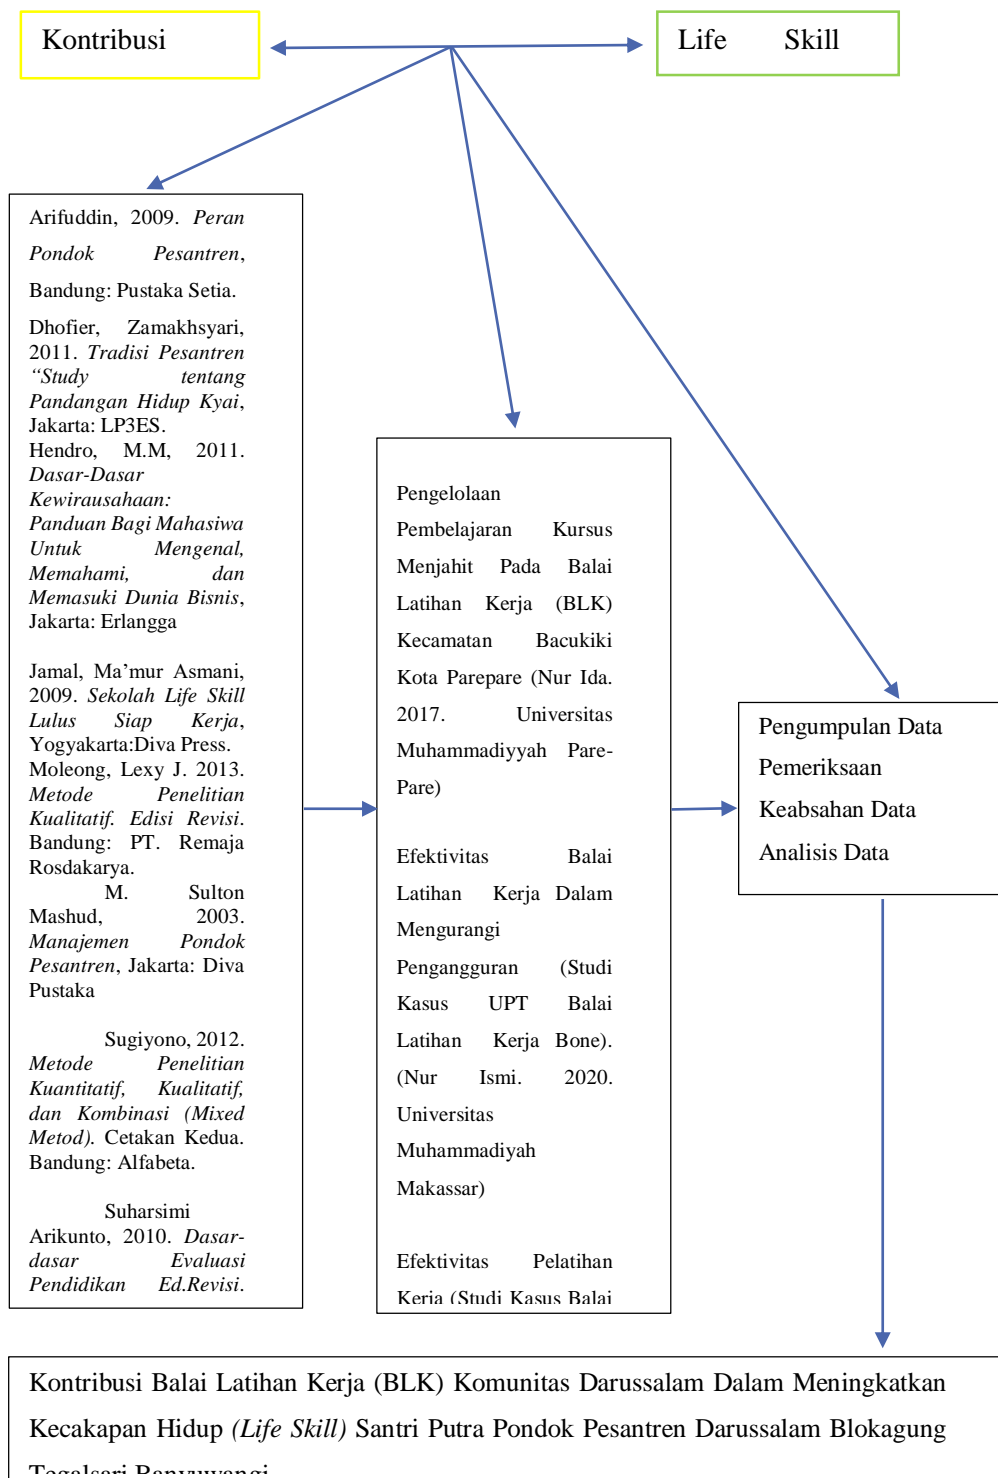 Kontribusi
Life Skill
Arifuddin, 2009. Peran
Pondok Pesantren,
Bandung: Pustaka Setia.
Dhofier, Zamakhsyari,
2011. Tradisi Pesantren
“Study tentang
Pandangan Hidup Kyai,
Jakarta: LP3ES.
Hendro, M.M, 2011.
Dasar-Dasar
Kewirausahaan:
Panduan Bagi Mahasiwa
Untuk Mengenal,
Memahami, dan
Memasuki Dunia Bisnis,
Jakarta: Erlangga
Jamal, Ma’mur Asmani,
2009. Sekolah Life Skill
Lulus Siap Kerja,
Yogyakarta:Diva Press.
Moleong, Lexy J. 2013.
Metode Penelitian
Kualitatif. Edisi Revisi.
Bandung: PT. Remaja
Rosdakarya.
M. Sulton
Mashud, 2003.
Manajemen Pondok
Pesantren, Jakarta: Diva
Pustaka
Sugiyono, 2012.
Metode Penelitian
Kuantitatif, Kualitatif,
dan Kombinasi (Mixed
Metod). Cetakan Kedua.
Bandung: Alfabeta.
Suharsimi
Arikunto, 2010. Dasar-
dasar Evaluasi
Pendidikan Ed.Revisi.
Pengelolaan
Pembelajaran Kursus
Menjahit Pada Balai
Latihan Kerja (BLK)
Kecamatan Bacukiki
Kota Parepare (Nur Ida.
2017. Universitas
Muhammadiyyah Pare-
Pare)
Efektivitas Balai
Latihan Kerja Dalam
Mengurangi
Pengangguran (Studi
Kasus UPT Balai
Latihan Kerja Bone).
(Nur Ismi. 2020.
Universitas
Muhammadiyah
Makassar)
Efektivitas Pelatihan
Kerja (Studi Kasus Balai
Pengumpulan Data
Pemeriksaan
Keabsahan Data
Analisis Data
Kontribusi Balai Latihan Kerja (BLK) Komunitas Darussalam Dalam Meningkatkan
Kecakapan Hidup (Life Skill) Santri Putra Pondok Pesantren Darussalam Blokagung
Tegalsari Banyuwangi